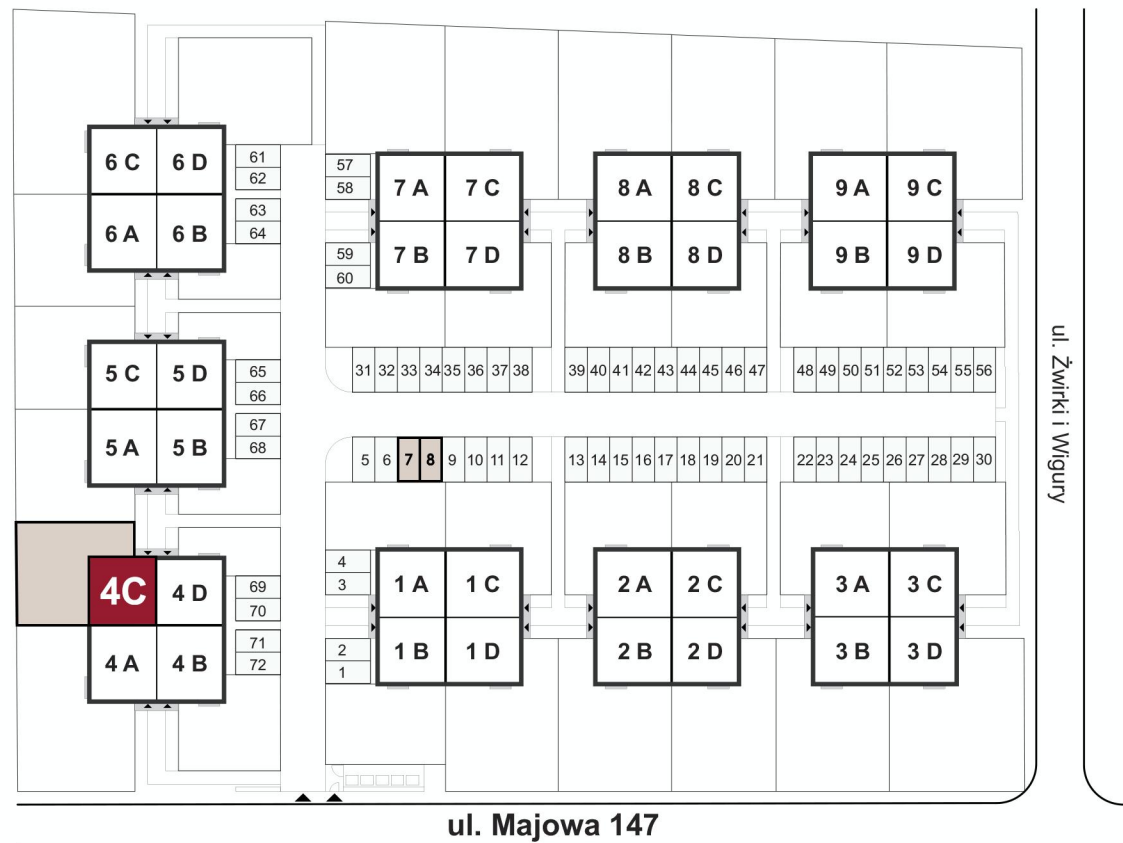 6 C 6 D
6 A 6 B
61
62
63
64
57
58
59
60
7 A 7 C
7 B 7 D
8 A 8 C
8 B 8 D
9 A 9 C
9 B 9 D
5 C 5 D
5 A 5 B
65
66
67
68
31 32 33 34 35 36 37 38
39 40 41 42 43 44 45 46 47
48 49 50 51 52 53 54 55 56
5 6 7 8 9 10 11 12
13 14 15 16 17 18 19 20 21
22 23 24 25 26 27 28 29 30
ul. Żwirki i Wigury
4C 4 D
4 A 4 B
69
70
71
72
4
3
2
1
1 A 1 C
1 B 1 D
2 A 2 C
2 B 2 D
3 A 3 C
3 B 3 D
ul. Majowa 147